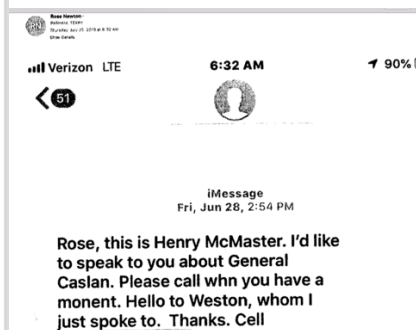 Rose Newton
Verizon LTE
6:32 AM
90%
51
iMessage
Fri, Jun 28, 2:54 PM
Rose, this is Henry McMaster. I'd like
to speak to you about General
Caslan. Please call whn you have a
monent. Hello to Weston, whom I
just spoke to. Thanks. Cell